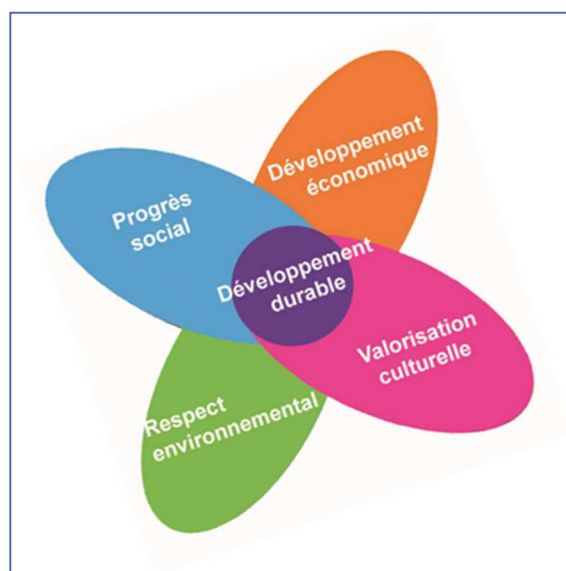 Développement
économique
Progrès
social
Développement
durable
Valorisation
culturelle
Respect
environnemental